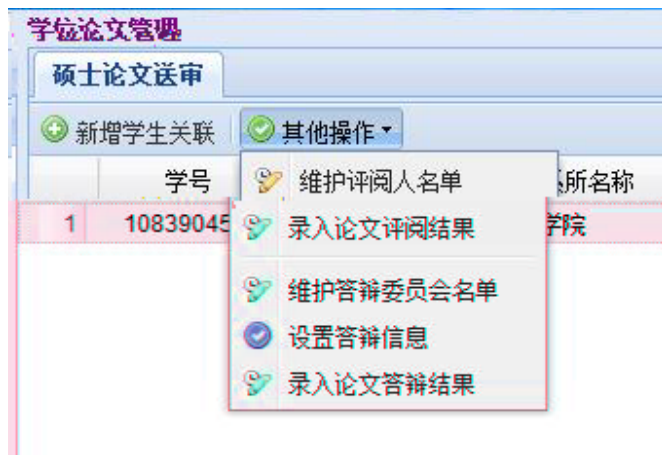 学位论文管理
硕士论文送审
新增学生关联 其他操作
学号 所名称
1 10839045 学院
维护评阅人名单
录入论文评阅结果
维护答辩委员会名单
设置答辩信息
录入论文答辩结果